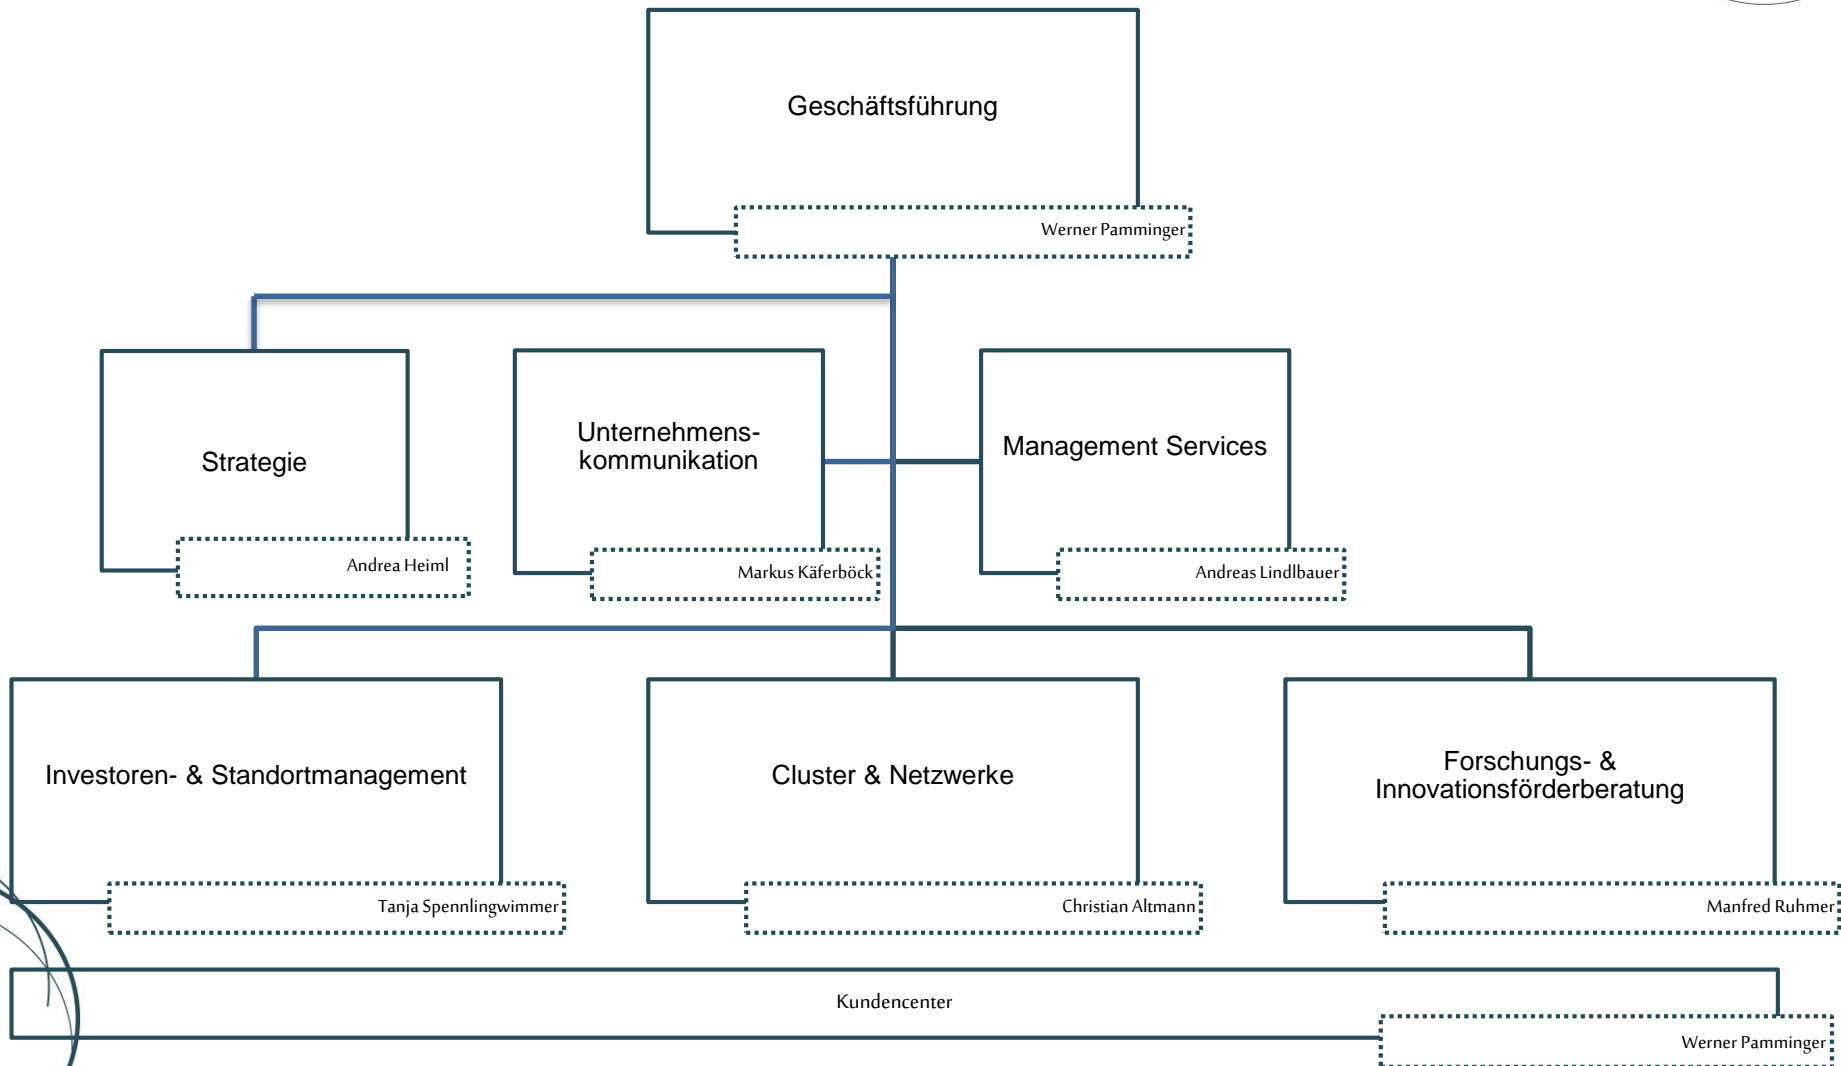 Geschäftsführung
Werner Pamminger
Strategie
Andrea Heiml
Unternehmens-
kommunikation
Markus Käferböck
Management Services
Andreas Lindlbauer
Investoren- & Standortmanagement
Tanja Spennlingwimmer
Cluster & Netzwerke
Christian Altmann
Forschungs- &
Innovationsförderberatung
Manfred Ruhmer
Kundencenter
Werner Pamminger